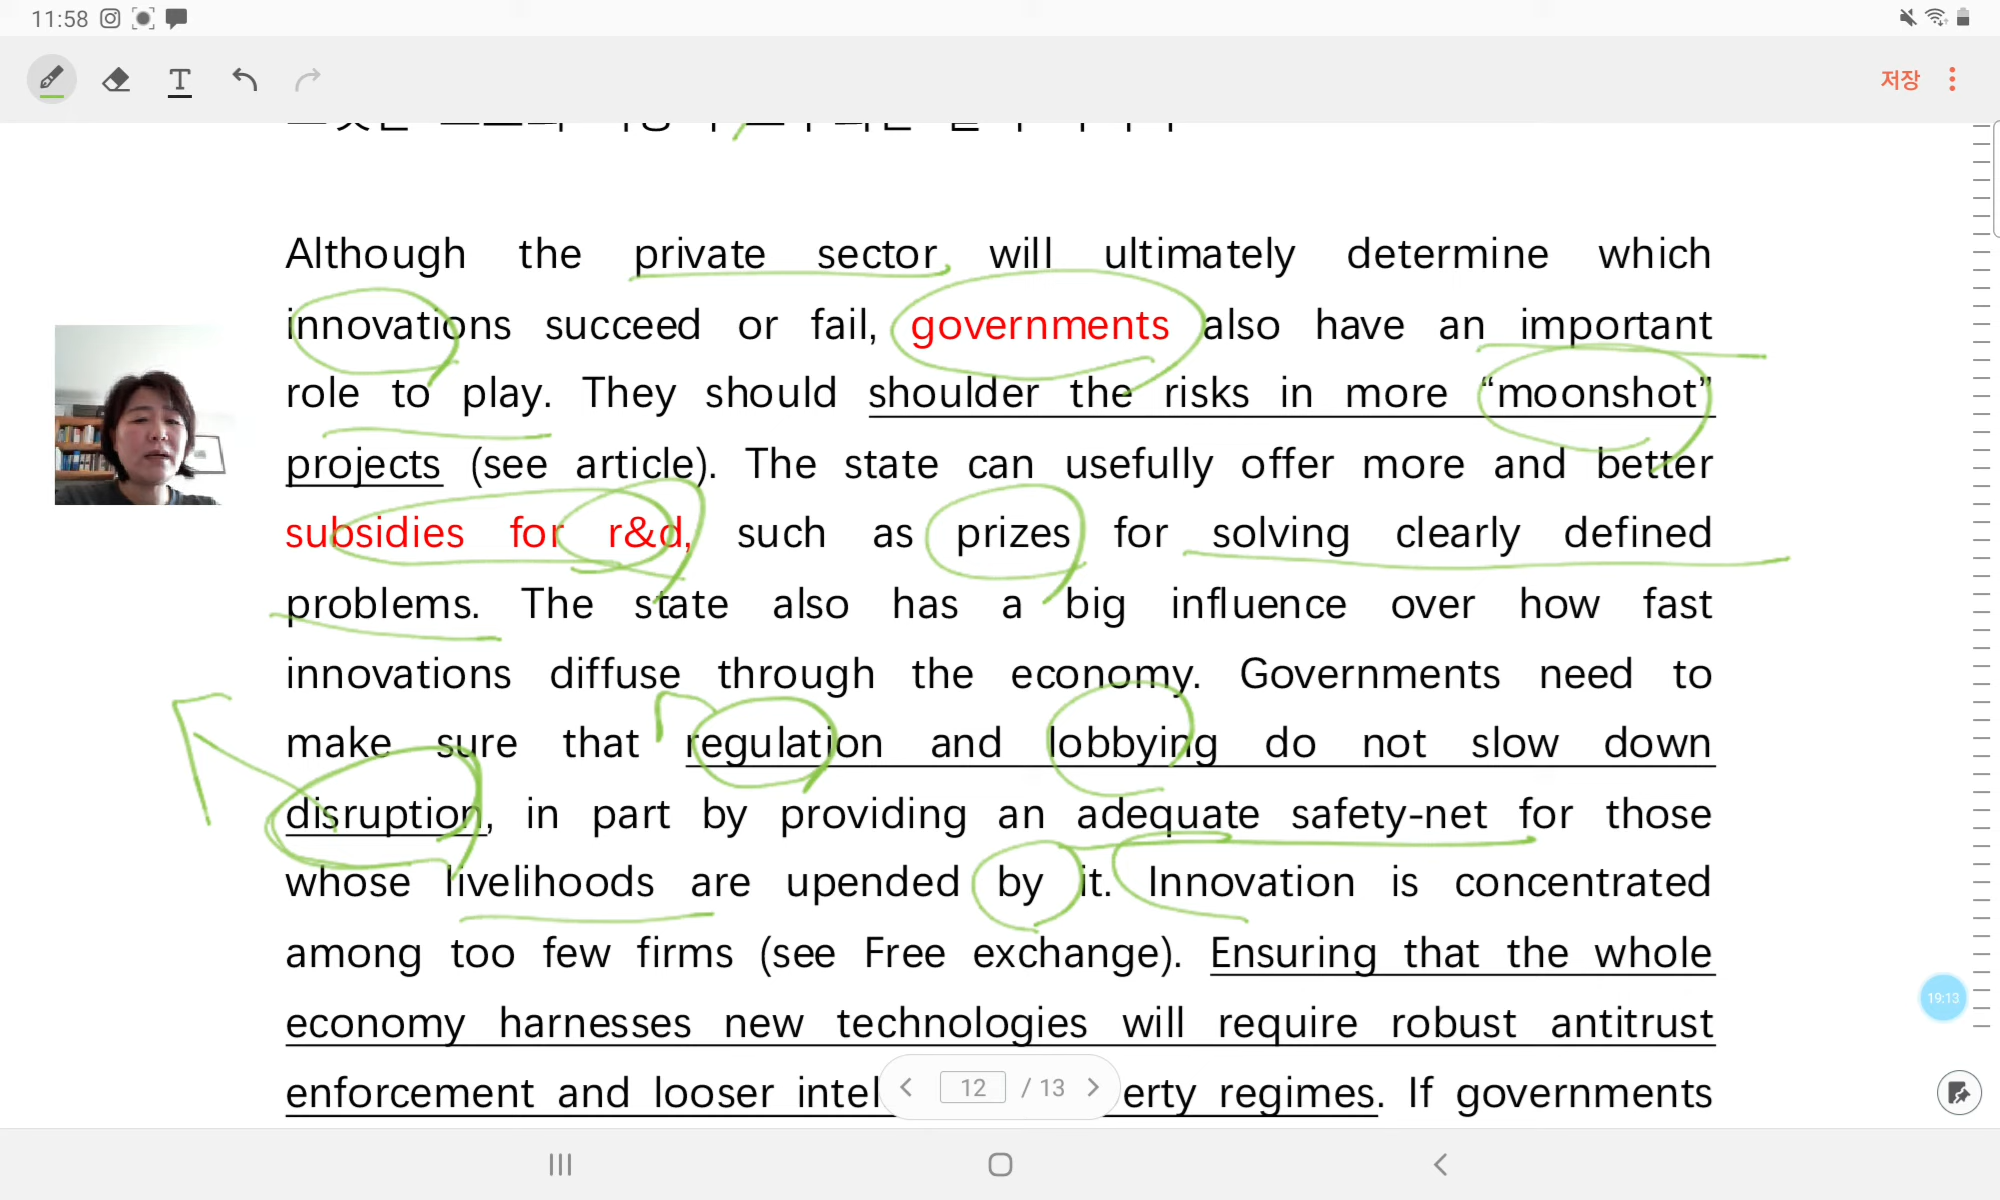 11:58
저장
Although the private sector will ultimately determine which
innovations succeed or fail, governments also have an important
role to play. They should shoulder the risks in more “moonshot”
projects (see article). The state can usefully offer more and better
subsidies for r&d, such as prizes for solving clearly defined
problems. The state also has a big influence over how fast
innovations diffuse through the economy. Governments need to
make sure that regulation and lobbying do not slow down
disruption, in part by providing an adequate safety-net for those
whose livelihoods are upended by it. Innovation is concentrated
among too few firms (see Free exchange). Ensuring that the whole
economy harnesses new technologies will require robust antitrust
enforcement and looser intel erty regimes. If governments
12 / 13
19:13